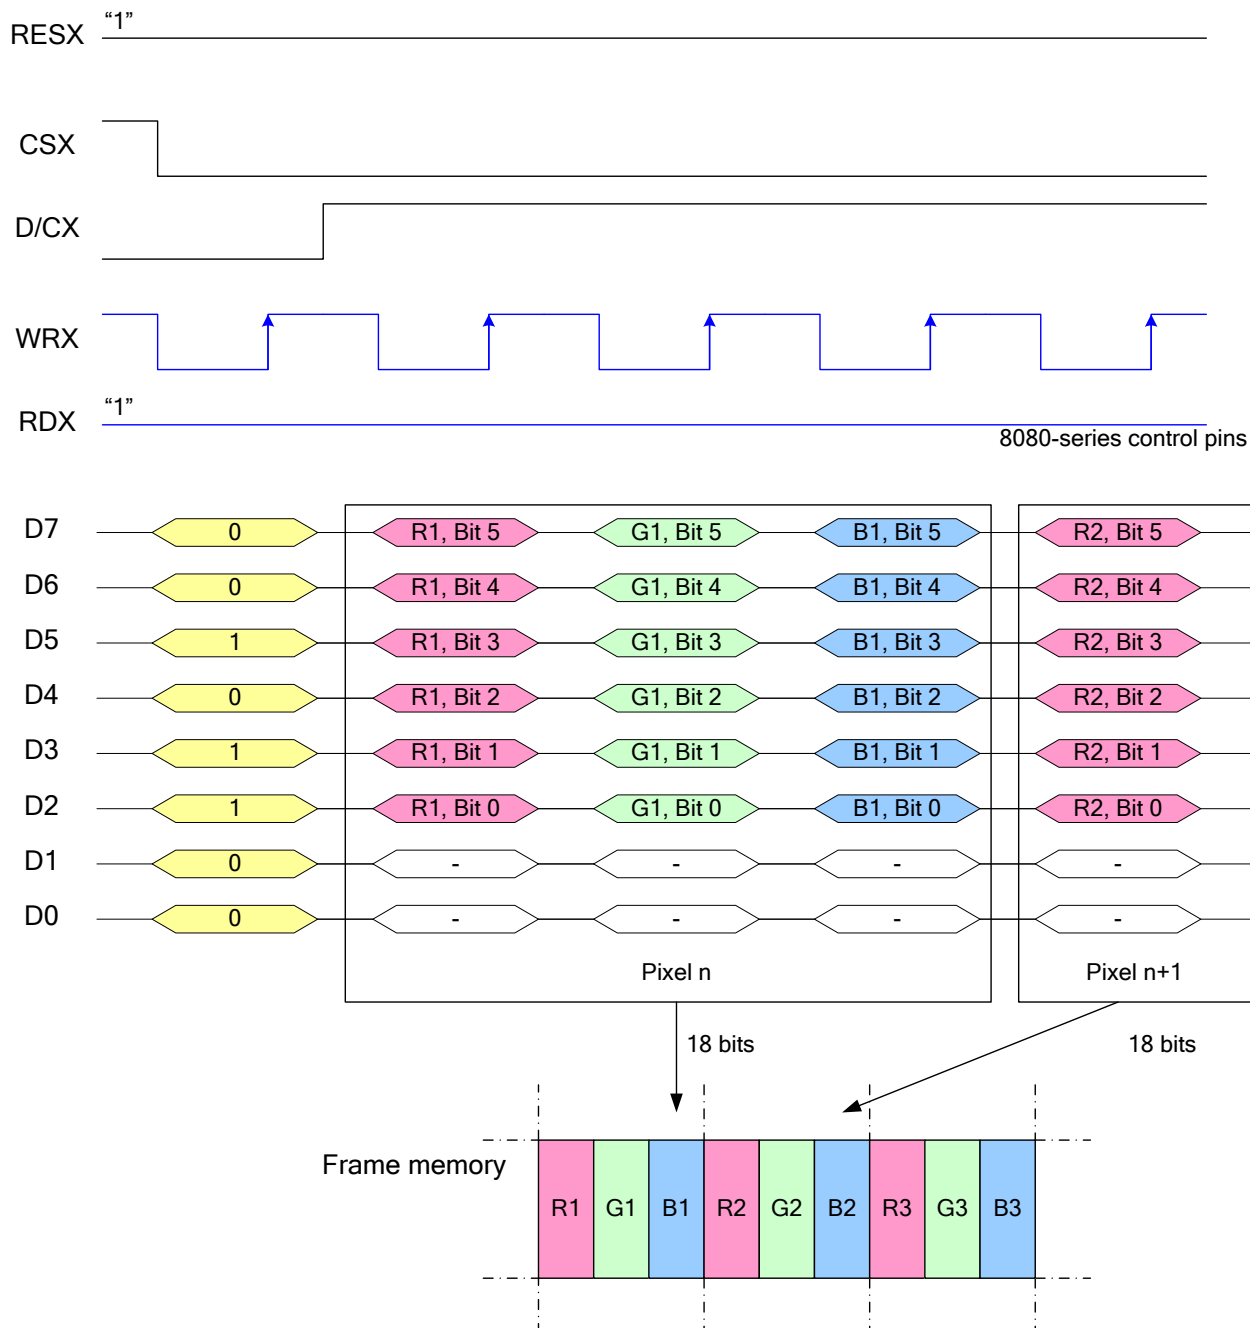 RESX “1”
CSX
D/CX
WRX
RDX “1”
8080-series control pins
D7 0 R1, Bit 5 G1, Bit 5 B1, Bit 5 R2, Bit 5
D6 0 R1, Bit 4 G1, Bit 4 B1, Bit 4 R2, Bit 4
D5 1 R1, Bit 3 G1, Bit 3 B1, Bit 3 R2, Bit 3
D4 0 R1, Bit 2 G1, Bit 2 B1, Bit 2 R2, Bit 2
D3 1 R1, Bit 1 G1, Bit 1 B1, Bit 1 R2, Bit 1
D2 1 R1, Bit 0 G1, Bit 0 B1, Bit 0 R2, Bit 0
D1 0 - - - -
D0 0 - - - -
Pixel n Pixel n+1
18 bits 18 bits
Frame memory
R1 G1 B1 R2 G2 B2 R3 G3 B3